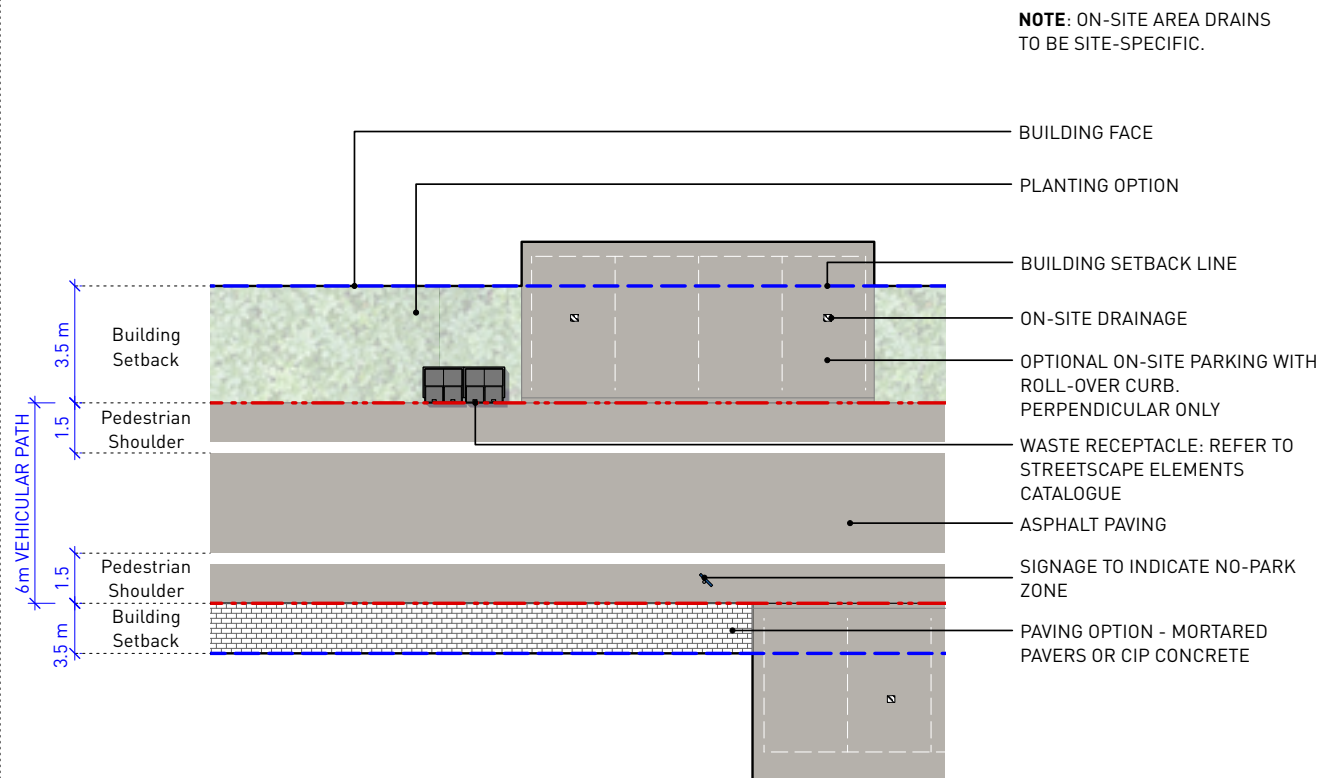 NOTE: ON-SITE AREA DRAINS
TO BE SITE-SPECIFIC.
BUILDING FACE
PLANTING OPTION
BUILDING SETBACK LINE
ON-SITE DRAINAGE
OPTIONAL ON-SITE PARKING WITH
ROLL-OVER CURB.
PERPENDICULAR ONLY
WASTE RECEPTACLE: REFER TO
STREETSCAPE ELEMENTS
CATALOGUE
ASPHALT PAVING
SIGNAGE TO INDICATE NO-PARK
ZONE
PAVING OPTION - MORTARED
PAVERS OR CIP CONCRETE
3.5 m
Building
Setback
1.5
Pedestrian
Shoulder
6m VEHICULAR PATH
1.5
Pedestrian
Shoulder
3.5 m
Building
Setback